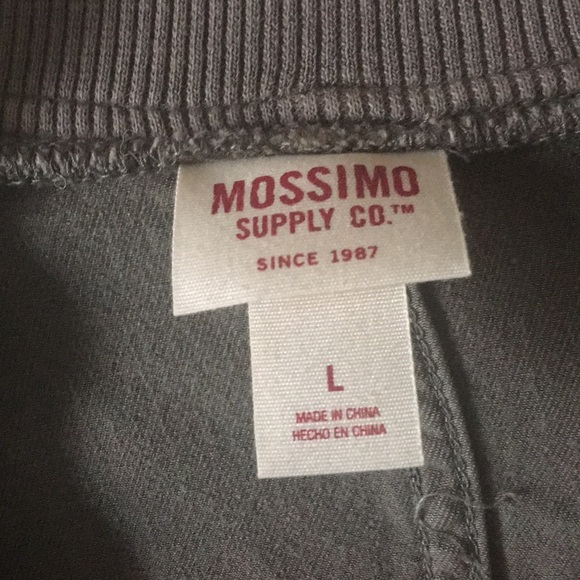 MOSSIMO
SUPPLY CO.™
SINCE 1987
L
MADE IN CHINA
HECHO EN CHINA